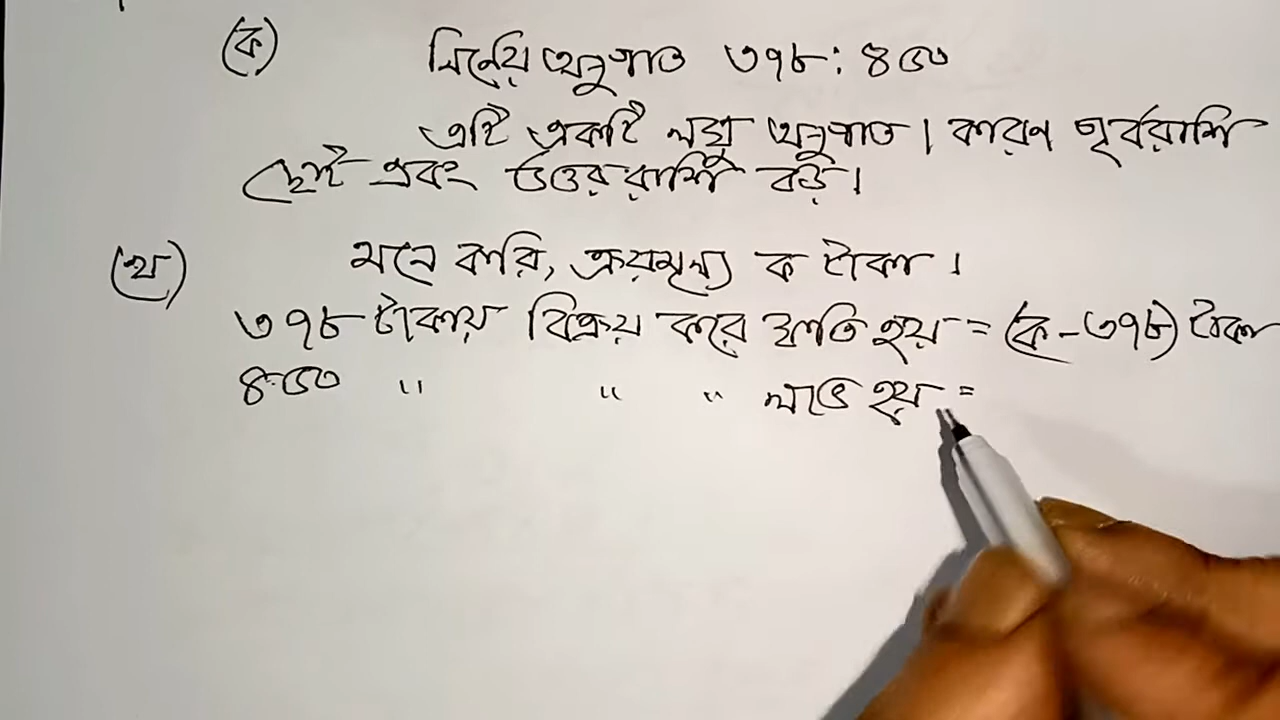 (ক) নির্ণেয় অনুপাত ৩৭৮ : ৪৫০
এটি একটি লঘু অনুপাত। কারণ পূর্বরাশি
ছোট এবং উত্তর রাশি বড়।
(খ) মনে করি, ক্রয়মূল্য ক টাকা।
৩৭৮ টাকায় বিক্রয় করে ক্ষতি হয় = (ক - ৩৭৮) টাকা
৪৫০ " " " লাভ হয় =